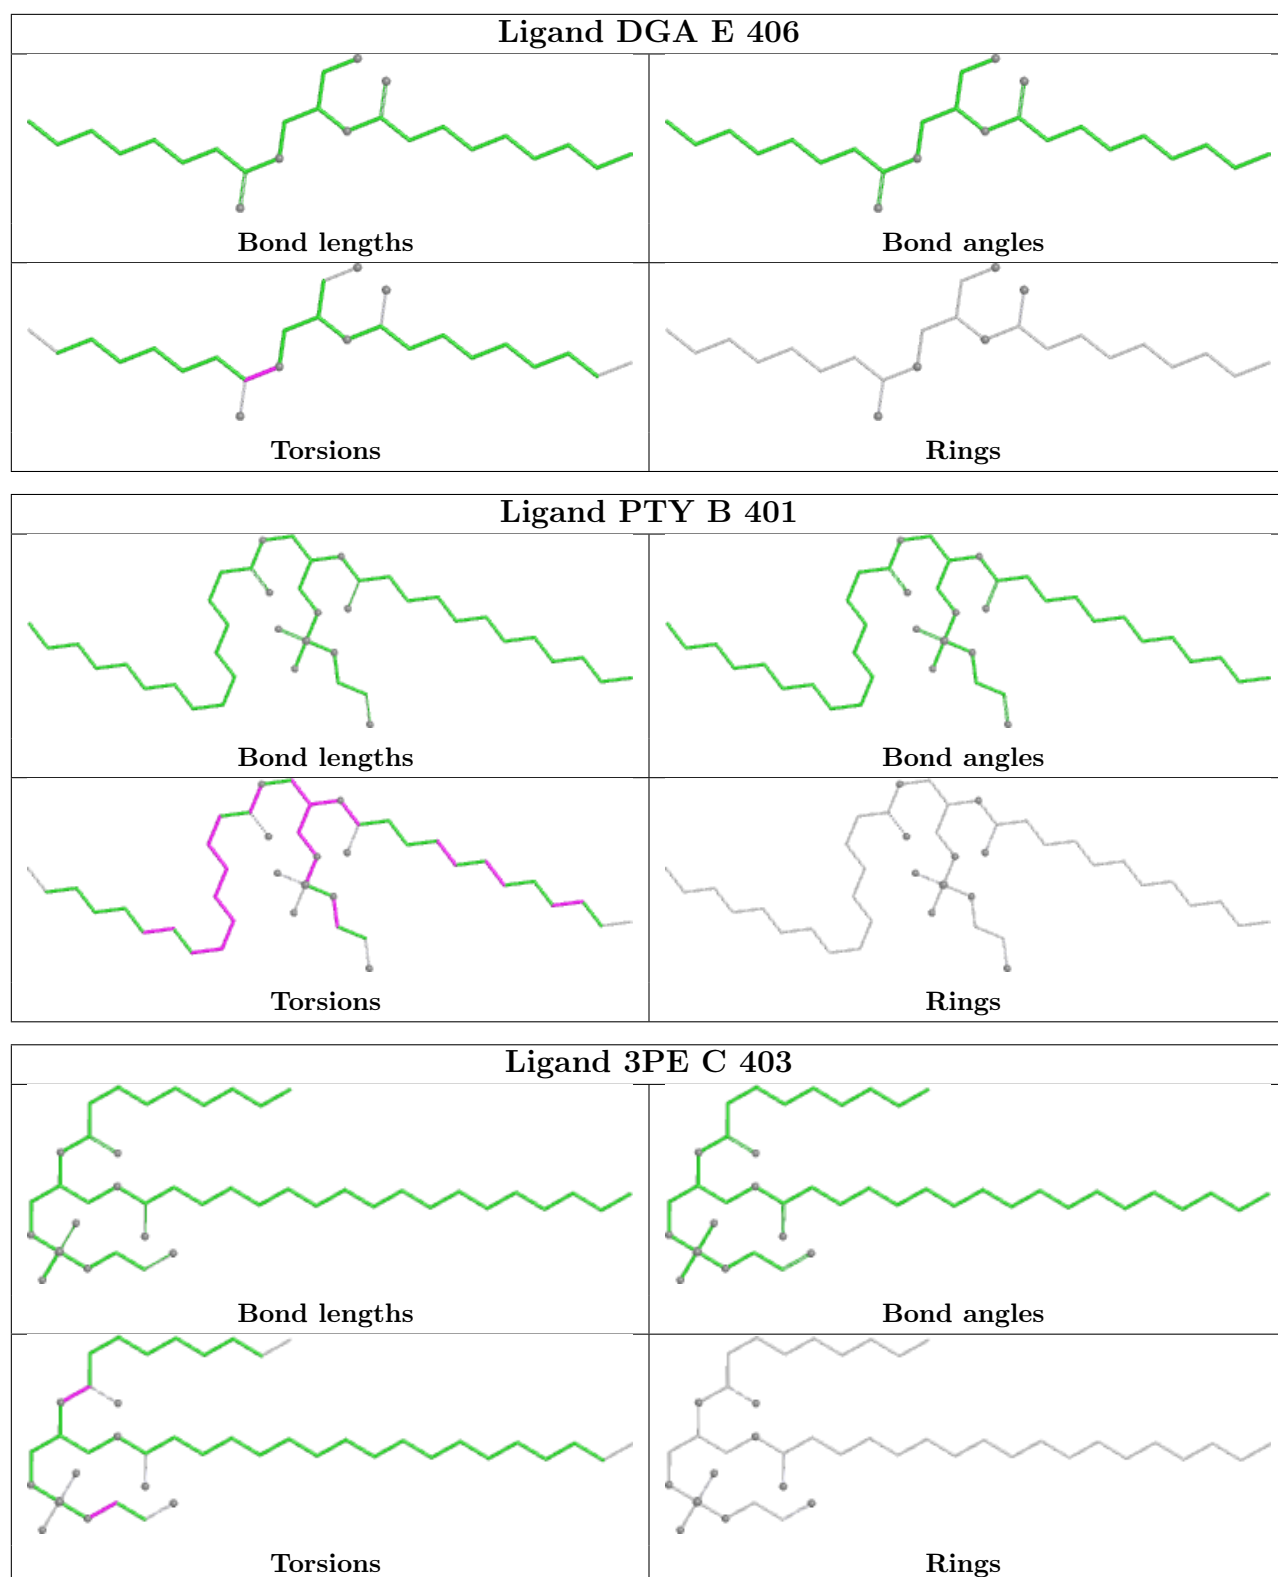 Ligand DGA E 406
Bond lengths
Bond angles
Torsions
Rings
Ligand PTY B 401
Bond lengths
Bond angles
Torsions
Rings
Ligand 3PE C 403
Bond lengths
Bond angles
Torsions
Rings